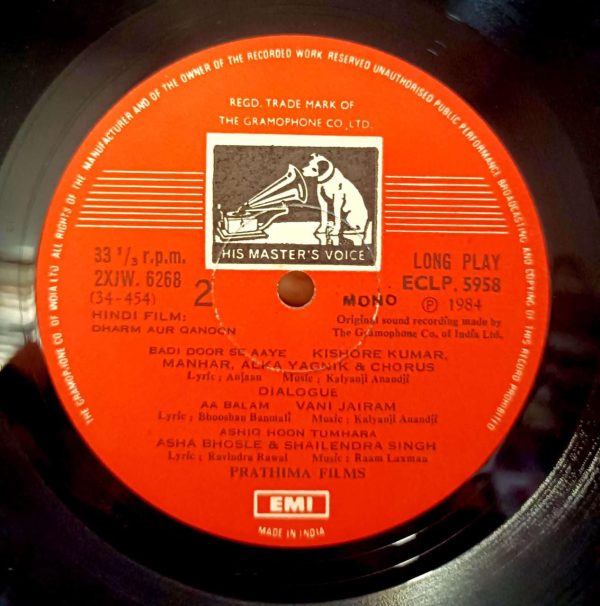 THE GRAMOPHONE CO OF INDIA LTD ALL RIGHTS OF THE MANUFACTURER AND OF THE OWNER OF THE RECORDED WORK RESERVED UNAUTHORISED PUBLIC PERFORMANCE BROADCASTING AND COPYING OF THIS RECORD PROHIBITED
REGD. TRADE MARK OF
THE GRAMOPHONE CO., LTD.
HIS MASTER'S VOICE
33 1/3 r.p.m.
2XJW. 6268
(34-454)
2
HINDI FILM:
DHARM AUR QANOON
LONG PLAY
ECLP. 5958
MONO ℗ 1984
Original sound recording made by
The Gramophone Co., of India Ltd.
BADI DOOR SE AAYE KISHORE KUMAR,
MANHAR, ALKA YAGNIK & CHORUS
Lyric: Anjaan Music: Kalyanji Anandji
DIALOGUE
AA BALAM VANI JAIRAM
Lyric: Bhooshan Banmali Music: Kalyanji Anandji
ASHIQ HOON TUMHARA
ASHA BHOSLE & SHAILENDRA SINGH
Lyric: Ravindra Rawal Music: Raam Laxman
PRATHIMA FILMS
EMI
MADE IN INDIA